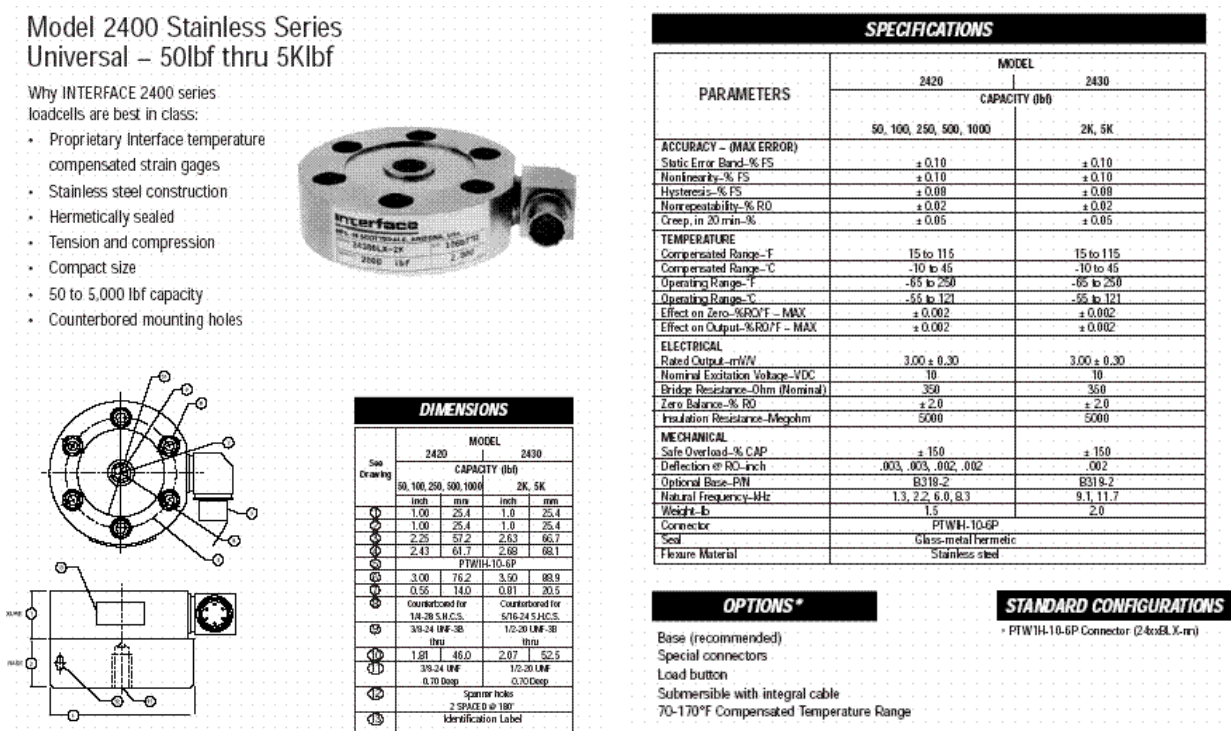 Model 2400 Stainless Series
Universal – 50lbf thru 5Klbf
Why INTERFACE 2400 series
loadcells are best in class:
• Proprietary Interface temperature
compensated strain gages
• Stainless steel construction
• Hermetically sealed
• Tension and compression
• Compact size
• 50 to 5,000 lbf capacity
• Counterbored mounting holes
Interface
2000 lbf
DIMENSIONS
See Drawing
MODEL
2420 2430
CAPACITY (lbf)
50, 100, 250, 500, 1000 2K, 5K
inch mm inch mm
1 1.00 25.4 1.0 25.4
2 1.00 25.4 1.0 25.4
3 2.25 57.2 2.63 66.7
4 2.43 61.7 2.68 68.1
5 PTWIH-10-6P
6 3.00 76.2 3.50 88.9
7 0.55 14.0 0.81 20.5
8 Counterbored for Counterbored for
1/4-28 S.H.C.S. 5/16-24 S.H.C.S.
9 3/8-24 UNF-3B 1/2-20 UNF-3B
thru thru
10 1.81 46.0 2.07 52.5
11 3/8-24 UNF 1/2-20 UNF
0.70 Deep 0.70 Deep
12 Spanner holes
2 SPACED @ 180°
13 Identification Label
SPECIFICATIONS
PARAMETERS
MODEL
2420 2430
CAPACITY (lbf)
50, 100, 250, 500, 1000 2K, 5K
ACCURACY – (MAX ERROR)
Static Error Band–% FS ± 0.10 ± 0.10
Nonlinearity–% FS ± 0.10 ± 0.10
Hysteresis–% FS ± 0.08 ± 0.08
Nonrepeatability–% RO ± 0.02 ± 0.02
Creep, in 20 min–% ± 0.05 ± 0.05
TEMPERATURE
Compensated Range–°F 15 to 115 15 to 115
Compensated Range–°C -10 to 45 -10 to 45
Operating Range–°F -65 to 250 -65 to 250
Operating Range–°C -55 to 121 -55 to 121
Effect on Zero–%RO/°F – MAX ± 0.002 ± 0.002
Effect on Output–%RO/°F – MAX ± 0.002 ± 0.002
ELECTRICAL
Rated Output–mV/V 3.00 ± 0.30 3.00 ± 0.30
Nominal Excitation Voltage–VDC 10 10
Bridge Resistance–Ohm (Nominal) 350 350
Zero Balance–% RO ± 2.0 ± 2.0
Insulation Resistance–Megohm 5000 5000
MECHANICAL
Safe Overload–% CAP ± 150 ± 150
Deflection @ RO–inch .003, .003, .002, .002 .002
Optional Base–P/N B318-2 B319-2
Natural Frequency–kHz 1.3, 2.2, 6.0, 8.3 9.1, 11.7
Weight–lb 1.5 2.0
Connector PTWIH-10-6P
Seal Glass-metal hermetic
Flexure Material Stainless steel
OPTIONS*
Base (recommended)
Special connectors
Load button
Submersible with integral cable
70-170°F Compensated Temperature Range
STANDARD CONFIGURATIONS
• PTW1H-10-6P Connector (24xxBLX-nn)